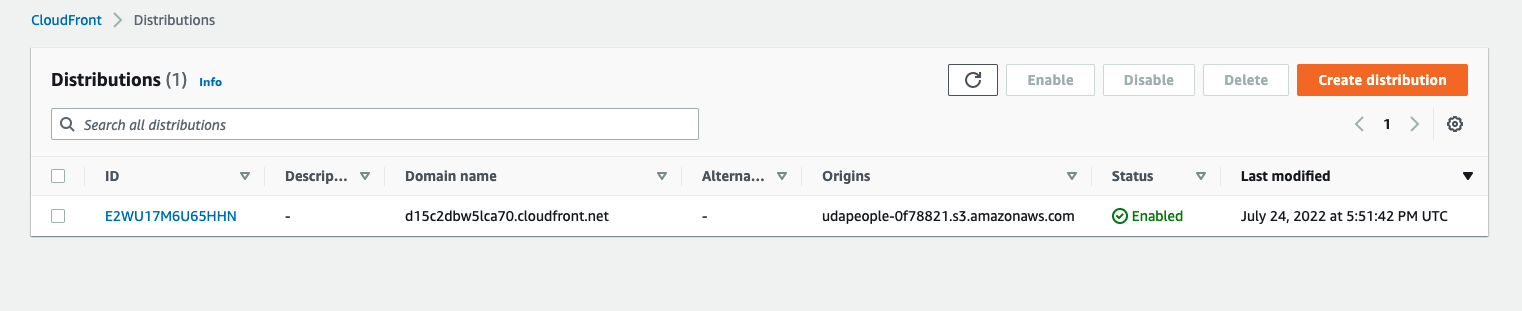 CloudFront Distributions
Distributions (1) Info
Enable Disable Delete Create distribution
Search all distributions
1
ID Descrip... Domain name Alterna... Origins Status Last modified
E2WU17M6U65HHN - d15c2dbw5lca70.cloudfront.net - udapeople-0f78821.s3.amazonaws.com Enabled July 24, 2022 at 5:51:42 PM UTC